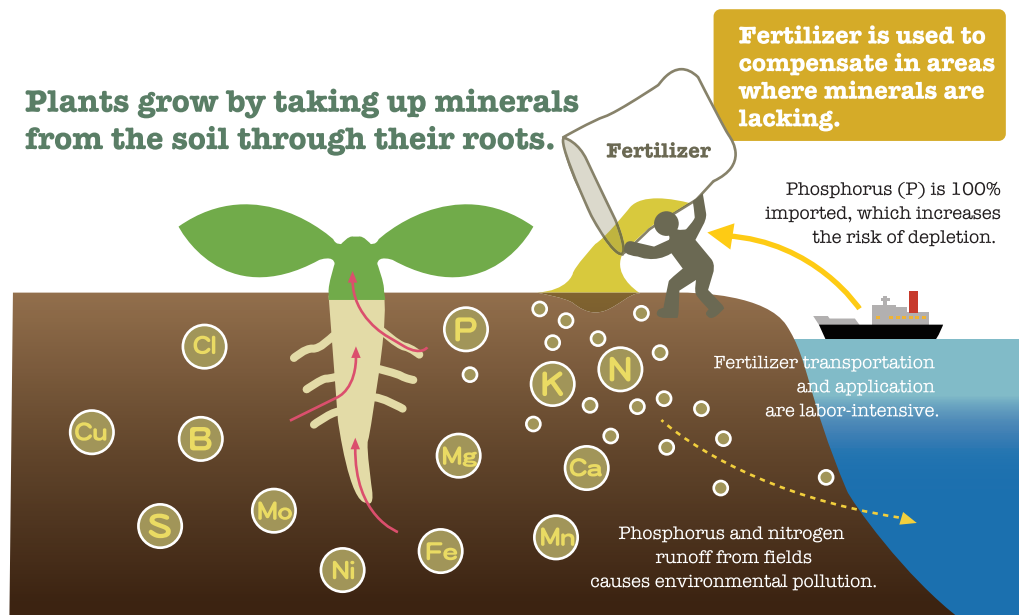 Plants grow by taking up minerals
from the soil through their roots.
Fertilizer is used to
compensate in areas
where minerals are
lacking.
Fertilizer
Phosphorus (P) is 100%
imported, which increases
the risk of depletion.
Fertilizer transportation
and application
are labor-intensive.
Cl
P
K
N
Cu
B
Mg
Ca
S
Mo
Ni
Fe
Mn
Phosphorus and nitrogen
runoff from fields
causes environmental pollution.